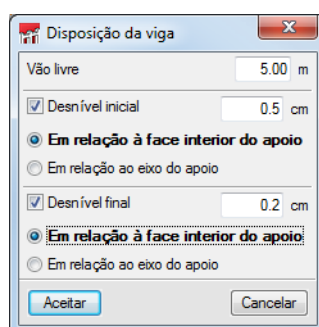 Disposição da viga
Vão livre 5.00 m
Desnível inicial 0.5 cm
Em relação à face interior do apoio
Em relação ao eixo do apoio
Desnível final 0.2 cm
Em relação à face interior do apoio
Em relação ao eixo do apoio
Aceitar Cancelar